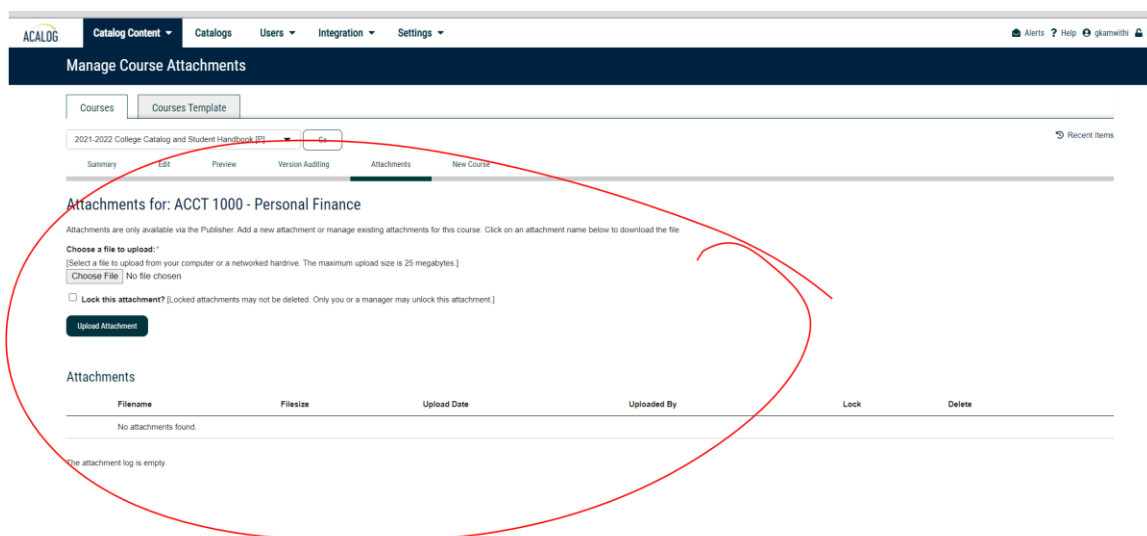 ACALOG Catalog Content Catalogs Users Integration Settings Alerts ? Help gkamwithi
Manage Course Attachments
Courses Courses Template
2021-2022 College Catalog and Student Handbook [P] Go Recent Items
Summary Edit Preview Version Auditing Attachments New Course
Attachments for: ACCT 1000 - Personal Finance
Attachments are only available via the Publisher. Add a new attachment or manage existing attachments for this course. Click on an attachment name below to download the file.
Choose a file to upload:*
[Select a file to upload from your computer or a networked hardrive. The maximum upload size is 25 megabytes.]
Choose File No file chosen
Lock this attachment? [Locked attachments may not be deleted. Only you or a manager may unlock this attachment.]
Upload Attachment
Attachments
Filename Filesize Upload Date Uploaded By Lock Delete
No attachments found.
The attachment log is empty.